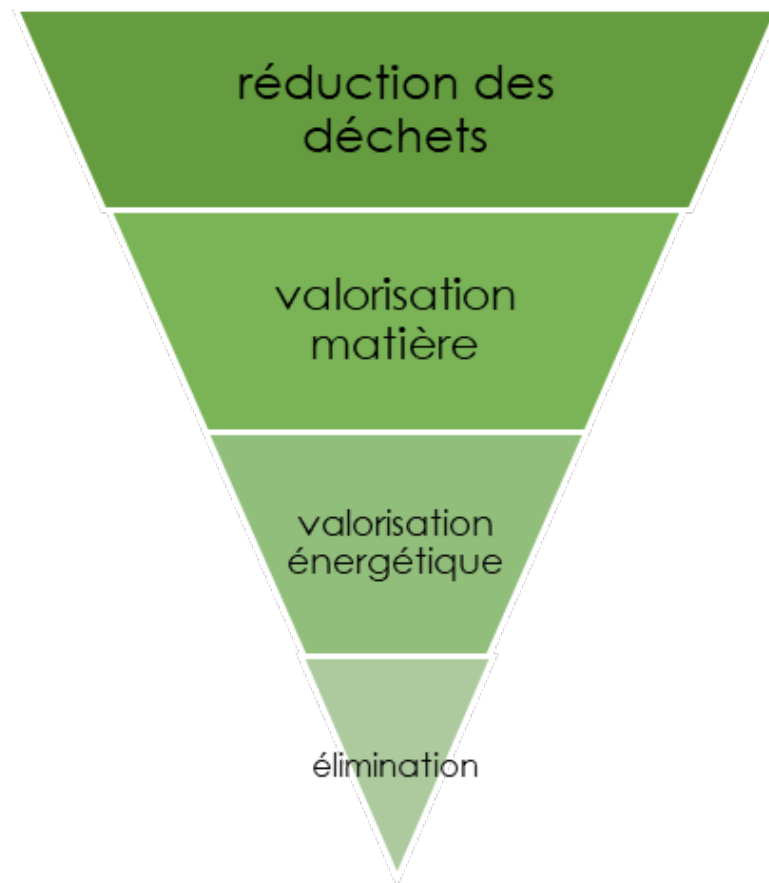 réduction des
déchets
valorisation
matière
valorisation
énergétique
élimination